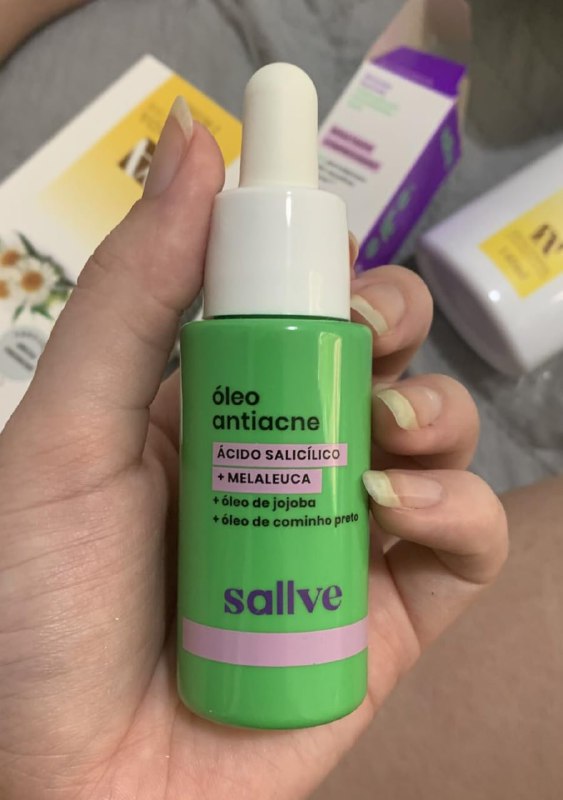 óleo
antiacne
ÁCIDO SALICÍLICO
+ MELALEUCA
+ óleo de jojoba
+ óleo de cominho preto
sallve